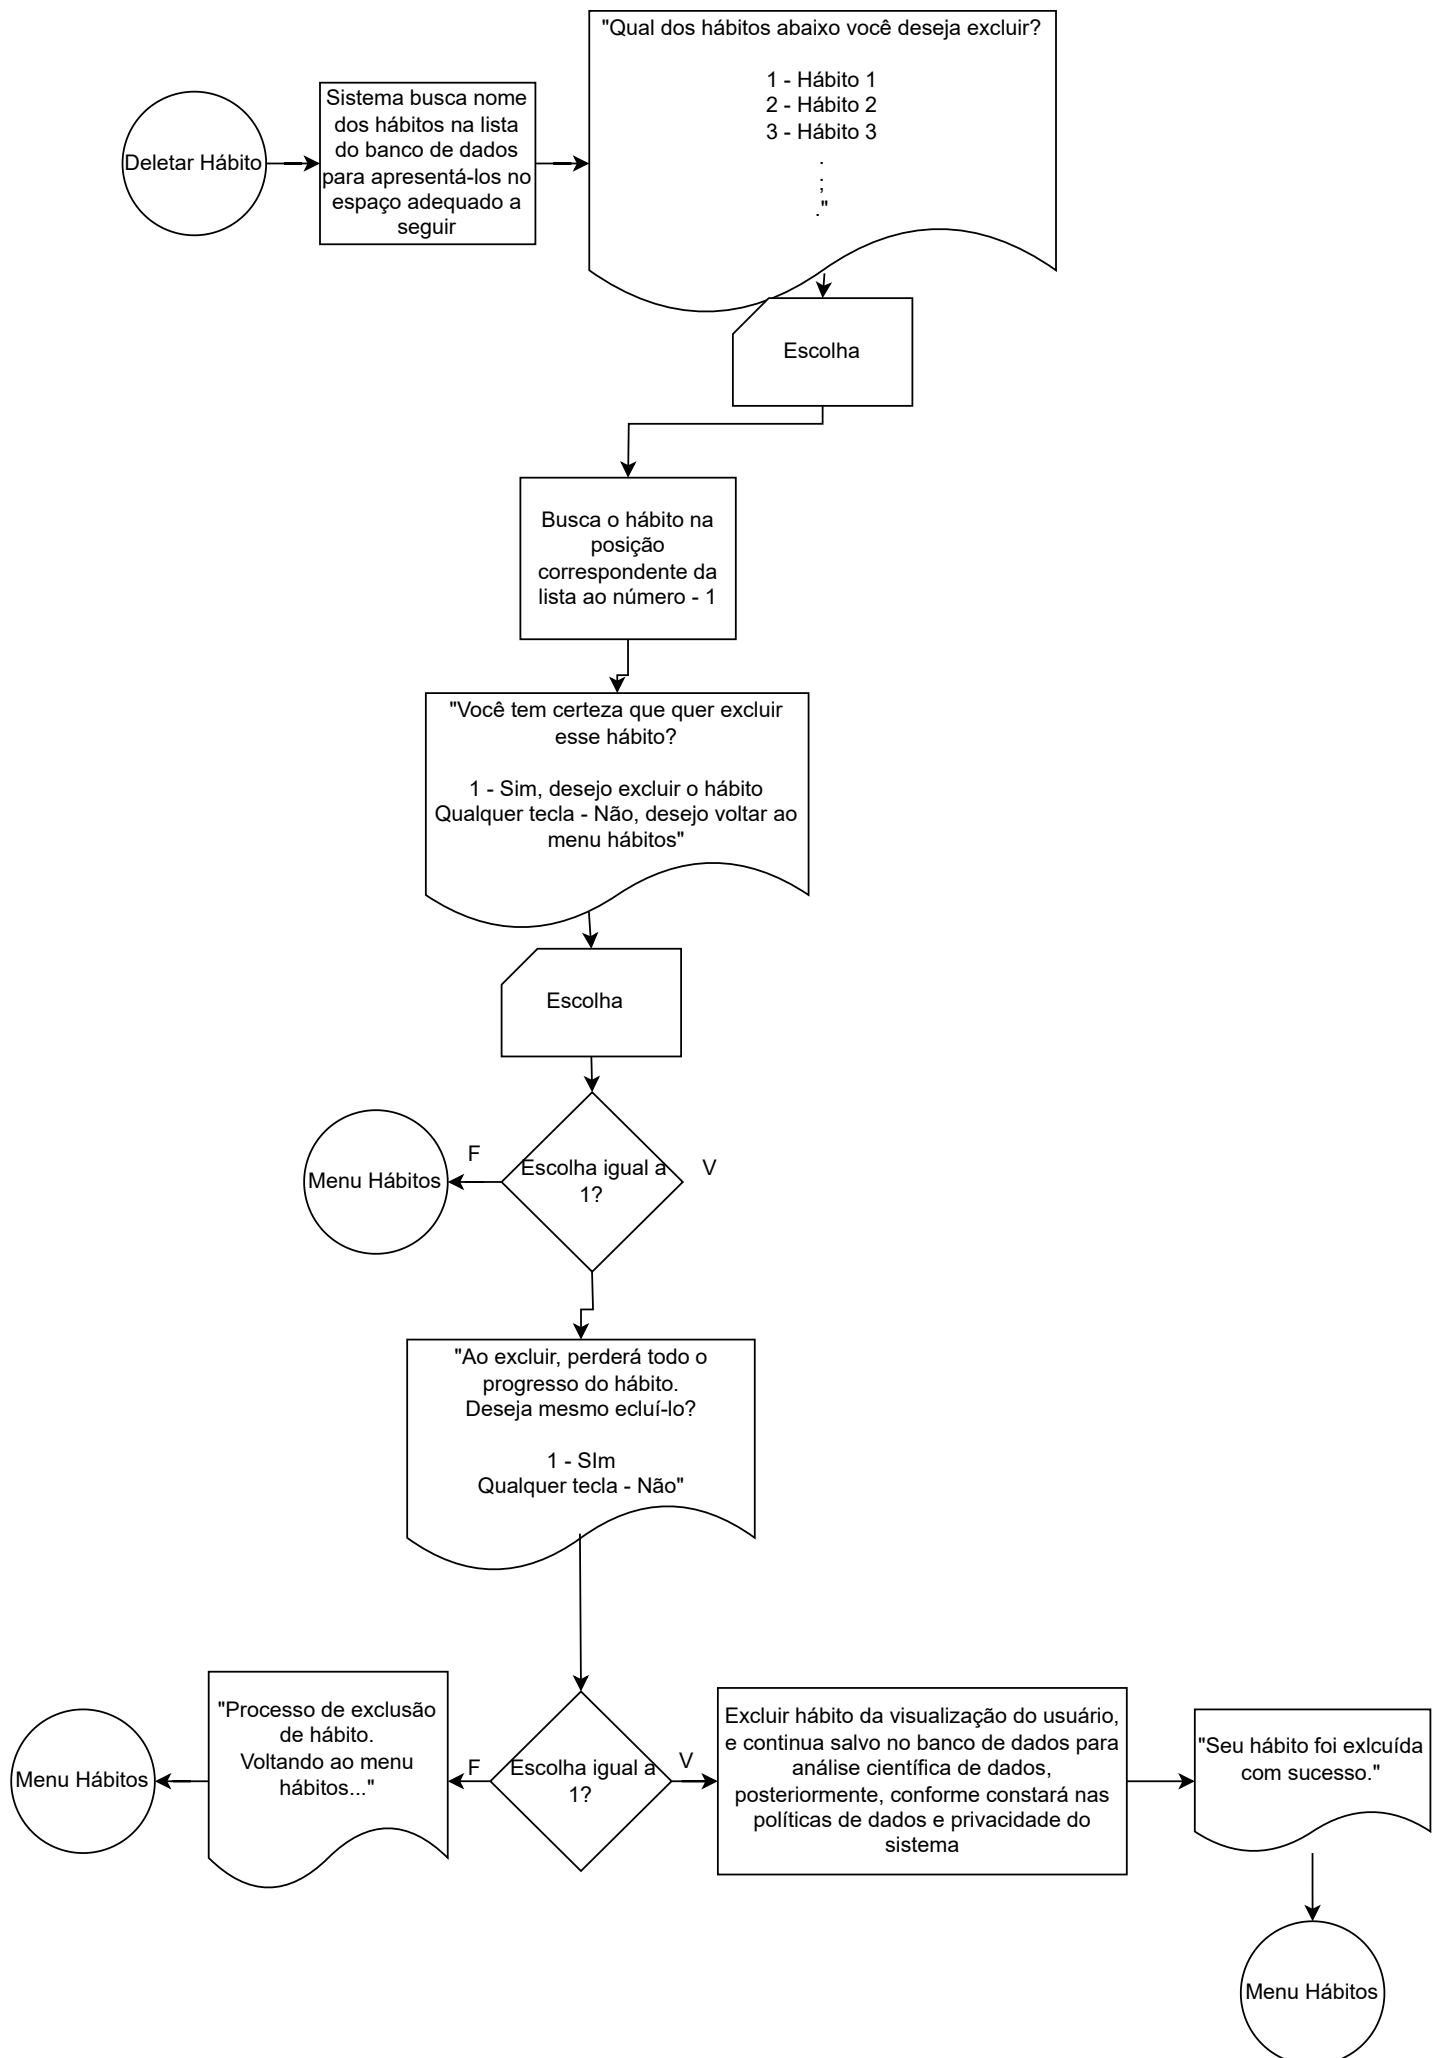 "Qual dos hábitos abaixo você deseja excluir?
1 - Hábito 1
2 - Hábito 2
3 - Hábito 3
.
;
."
Deletar Hábito
Sistema busca nome
dos hábitos na lista
do banco de dados
para apresentá-los no
espaço adequado a
seguir
Escolha
Busca o hábito na
posição
correspondente da
lista ao número - 1
"Você tem certeza que quer excluir
esse hábito?
1 - Sim, desejo excluir o hábito
Qualquer tecla - Não, desejo voltar ao
menu hábitos"
Escolha
Menu Hábitos
F
Escolha igual a
1?
V
"Ao excluir, perderá todo o
progresso do hábito.
Deseja mesmo ecluí-lo?
1 - SIm
Qualquer tecla - Não"
Menu Hábitos
"Processo de exclusão
de hábito.
Voltando ao menu
hábitos..."
F
Escolha igual a
1?
V
Excluir hábito da visualização do usuário,
e continua salvo no banco de dados para
análise científica de dados,
posteriormente, conforme constará nas
políticas de dados e privacidade do
sistema
"Seu hábito foi exlcuída
com sucesso."
Menu Hábitos